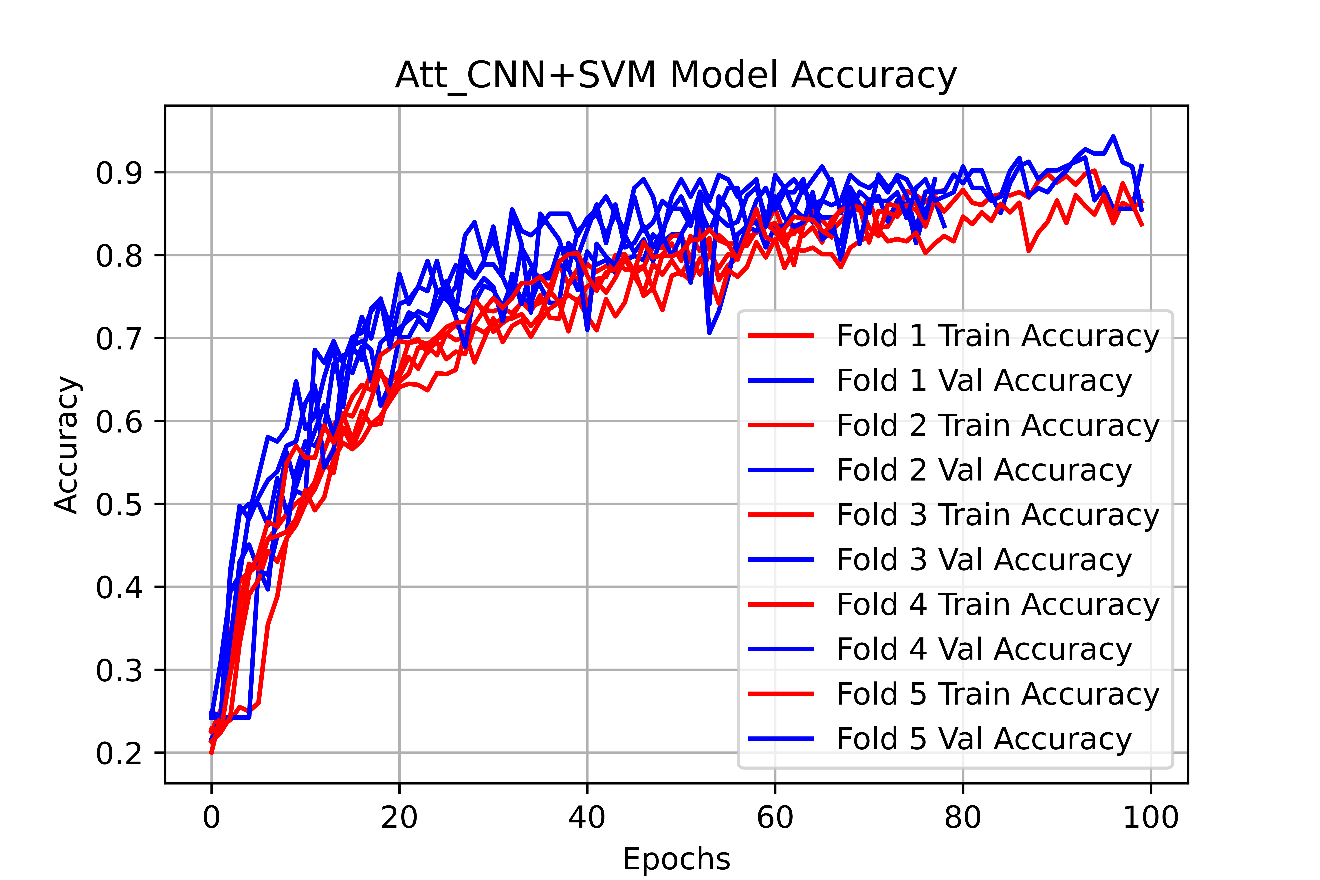 Att_CNN+SVM Model Accuracy
Accuracy
0.9
0.8
0.7
0.6
0.5
0.4
0.3
0.2
Fold 1 Train Accuracy
Fold 1 Val Accuracy
Fold 2 Train Accuracy
Fold 2 Val Accuracy
Fold 3 Train Accuracy
Fold 3 Val Accuracy
Fold 4 Train Accuracy
Fold 4 Val Accuracy
Fold 5 Train Accuracy
Fold 5 Val Accuracy
0 20 40 60 80 100
Epochs